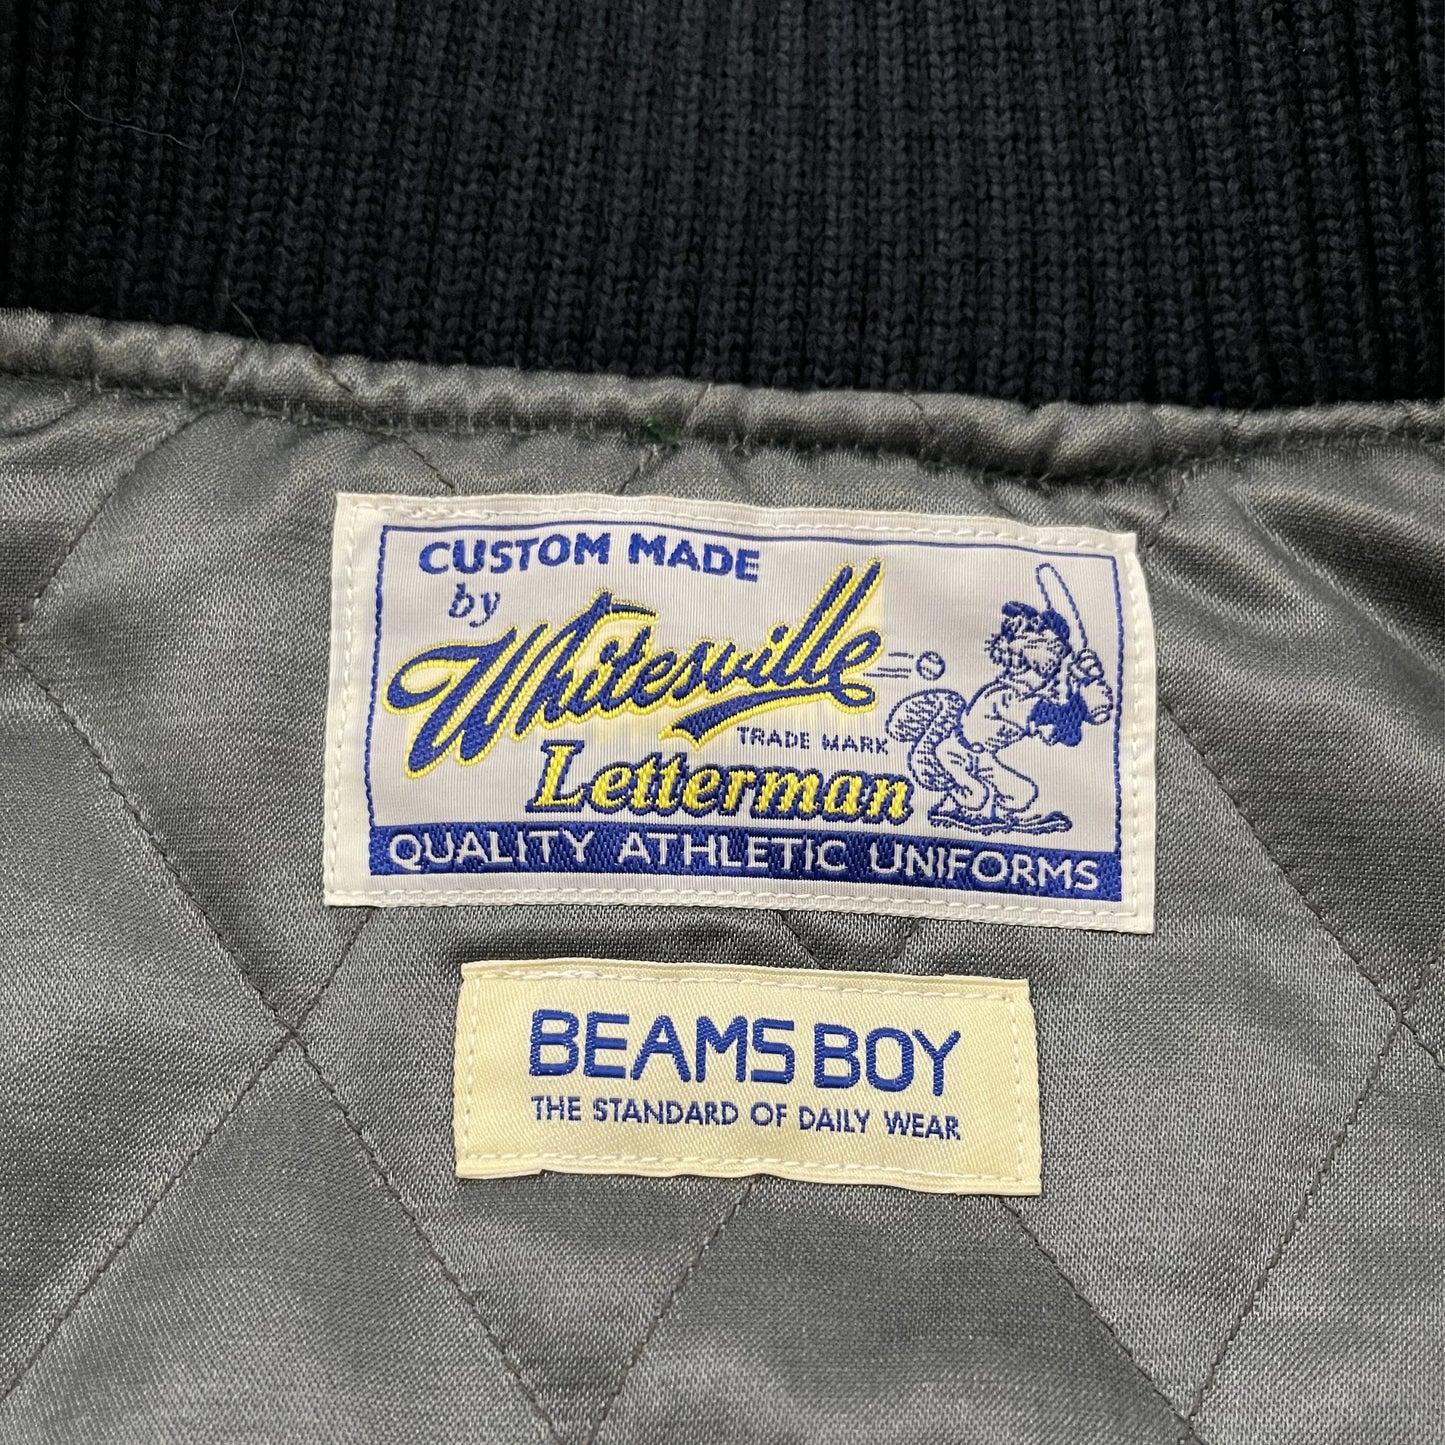 CUSTOM MADE
by
Whitesville
TRADE MARK
Letterman
QUALITY ATHLETIC UNIFORMS
BEAMS BOY
THE STANDARD OF DAILY WEAR